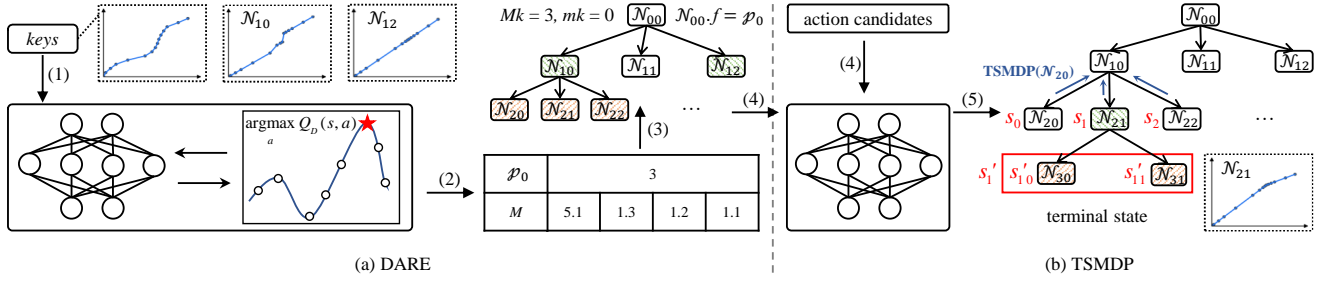 keys
(1)
𝒩10
𝒩12
argmax Q_D(s, a)
a
(2)
Mk = 3, mk = 0
𝒩00.f = 𝓅0
𝒩00
𝒩10
𝒩11
𝒩12
𝒩20
𝒩21
𝒩22
...
(3)
(4)
𝓅0 3
M 5.1 1.3 1.2 1.1
(a) DARE
action candidates
(4)
(5)
𝒩00
𝒩10
𝒩11
𝒩12
TSMDP(𝒩20)
s0 𝒩20
s1 𝒩21
s2 𝒩22
...
s1′
s′10 𝒩30
s′11 𝒩31
terminal state
𝒩21
(b) TSMDP